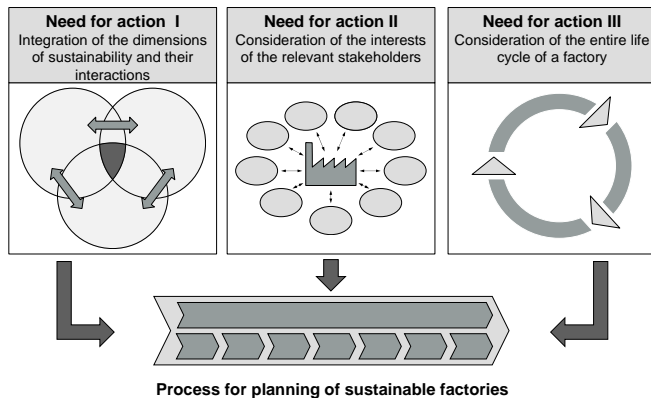 Need for action I
Integration of the dimensions
of sustainability and their
interactions
Need for action II
Consideration of the interests
of the relevant stakeholders
Need for action III
Consideration of the entire life
cycle of a factory
Process for planning of sustainable factories